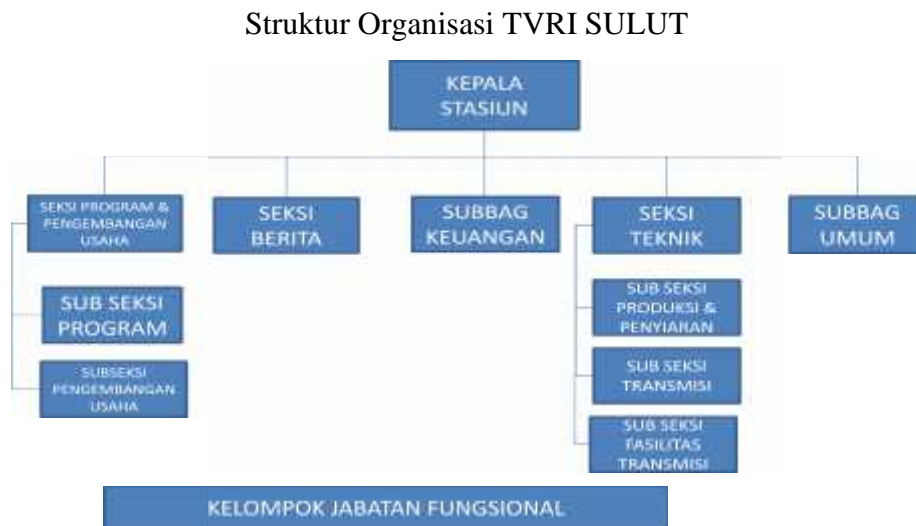 Struktur Organisasi TVRI SULUT
KEPALA
STASIUN
SEKSI PROGRAM &
PENGEMBANGAN
USAHA
SEKSI
BERITA
SUBBAG
KEUANGAN
SEKSI
TEKNIK
SUBBAG
UMUM
SUB SEKSI
PROGRAM
SUBSEKSI
PENGEMBANGAN
USAHA
SUB SEKSI
PRODUKSI &
PENYIARAN
SUB SEKSI
TRANSMISI
SUB SEKSI
FASILITAS
TRANSMISI
KELOMPOK JABATAN FUNGSIONAL